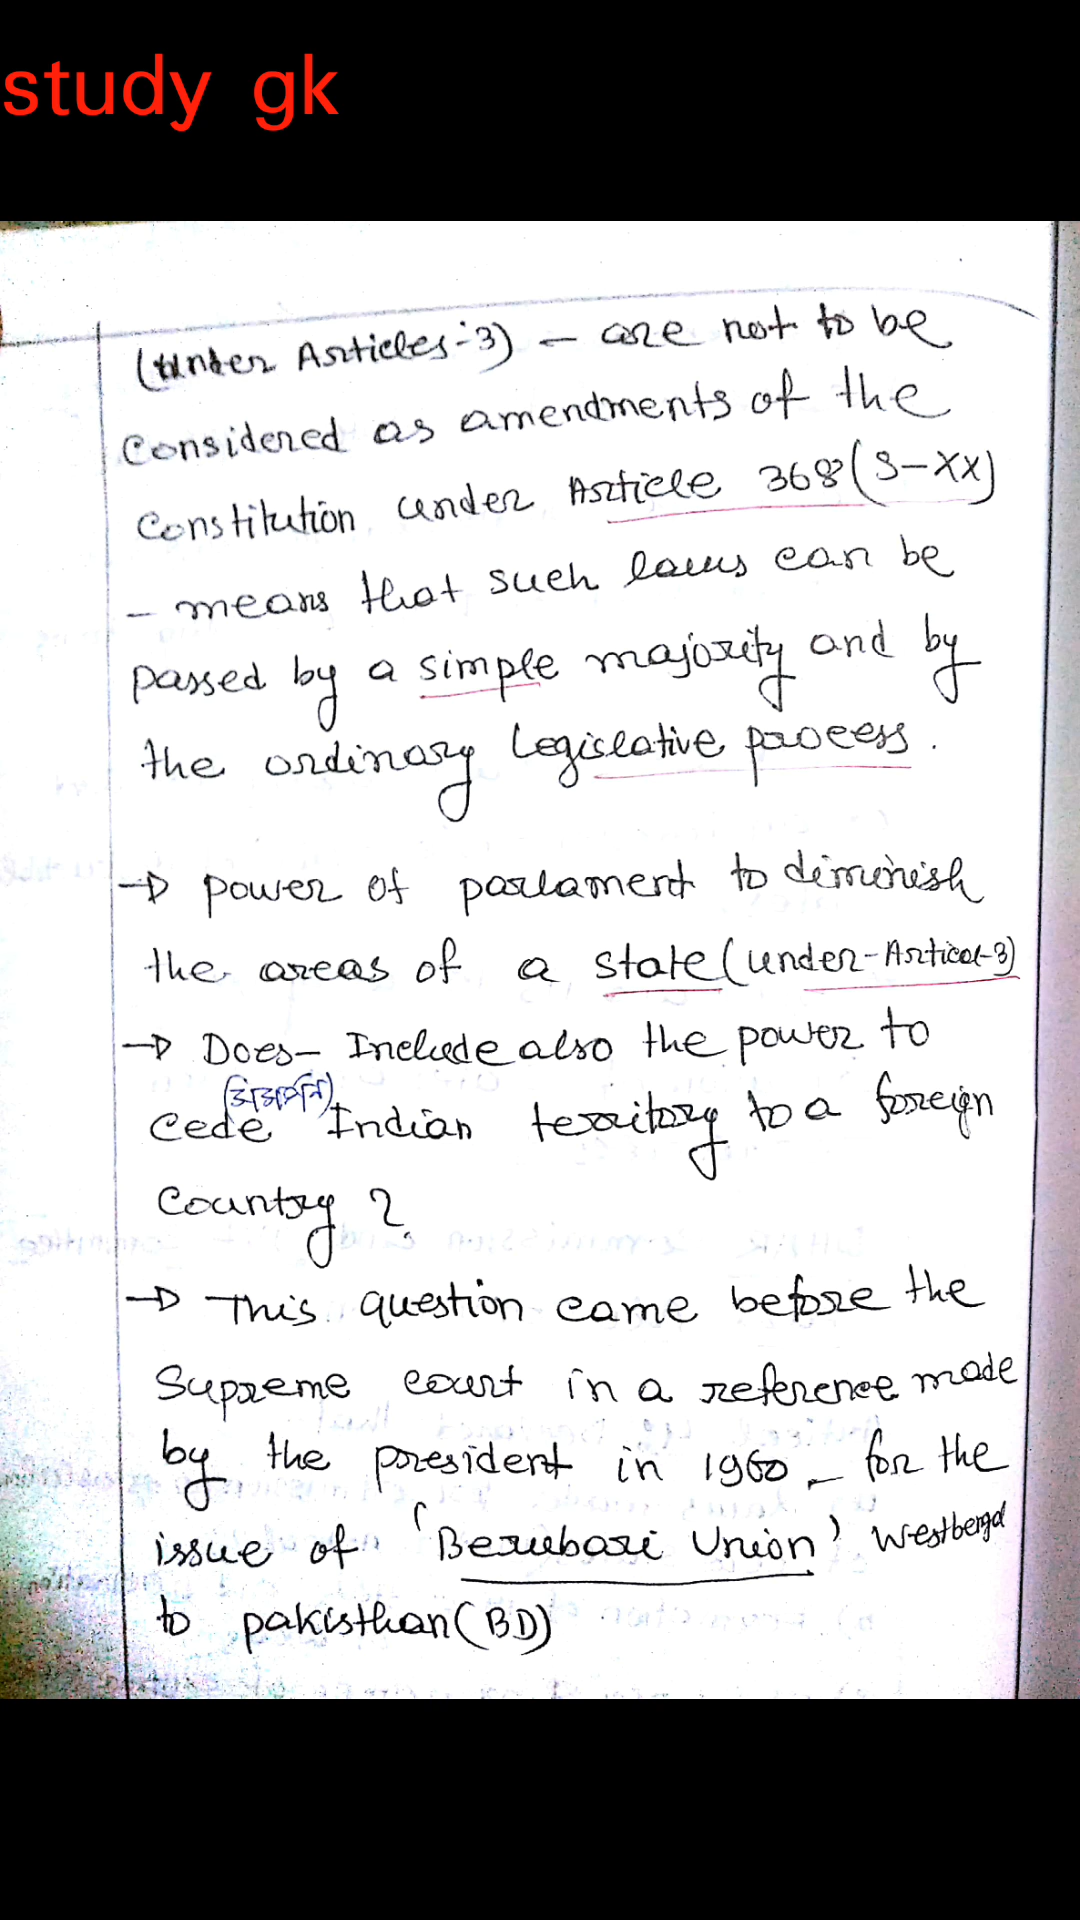 study gk
(Under Articles-3) – are not to be
Considered as amendments of the
Constitution under Article 368(S-XX)
– means that such laws can be
passed by a simple majority and by
the ordinary Legislative process.
→ power of parlament to diminish
the areas of a state (under-Articel-3)
→ Does– Include also the power to
Cede Indian territory to a foreign
Country ?
→ This question came before the
Supreme court in a reference made
by the president in 1960 – for the
issue of 'Berubari Union' Westbengal
to pakisthan (BD)